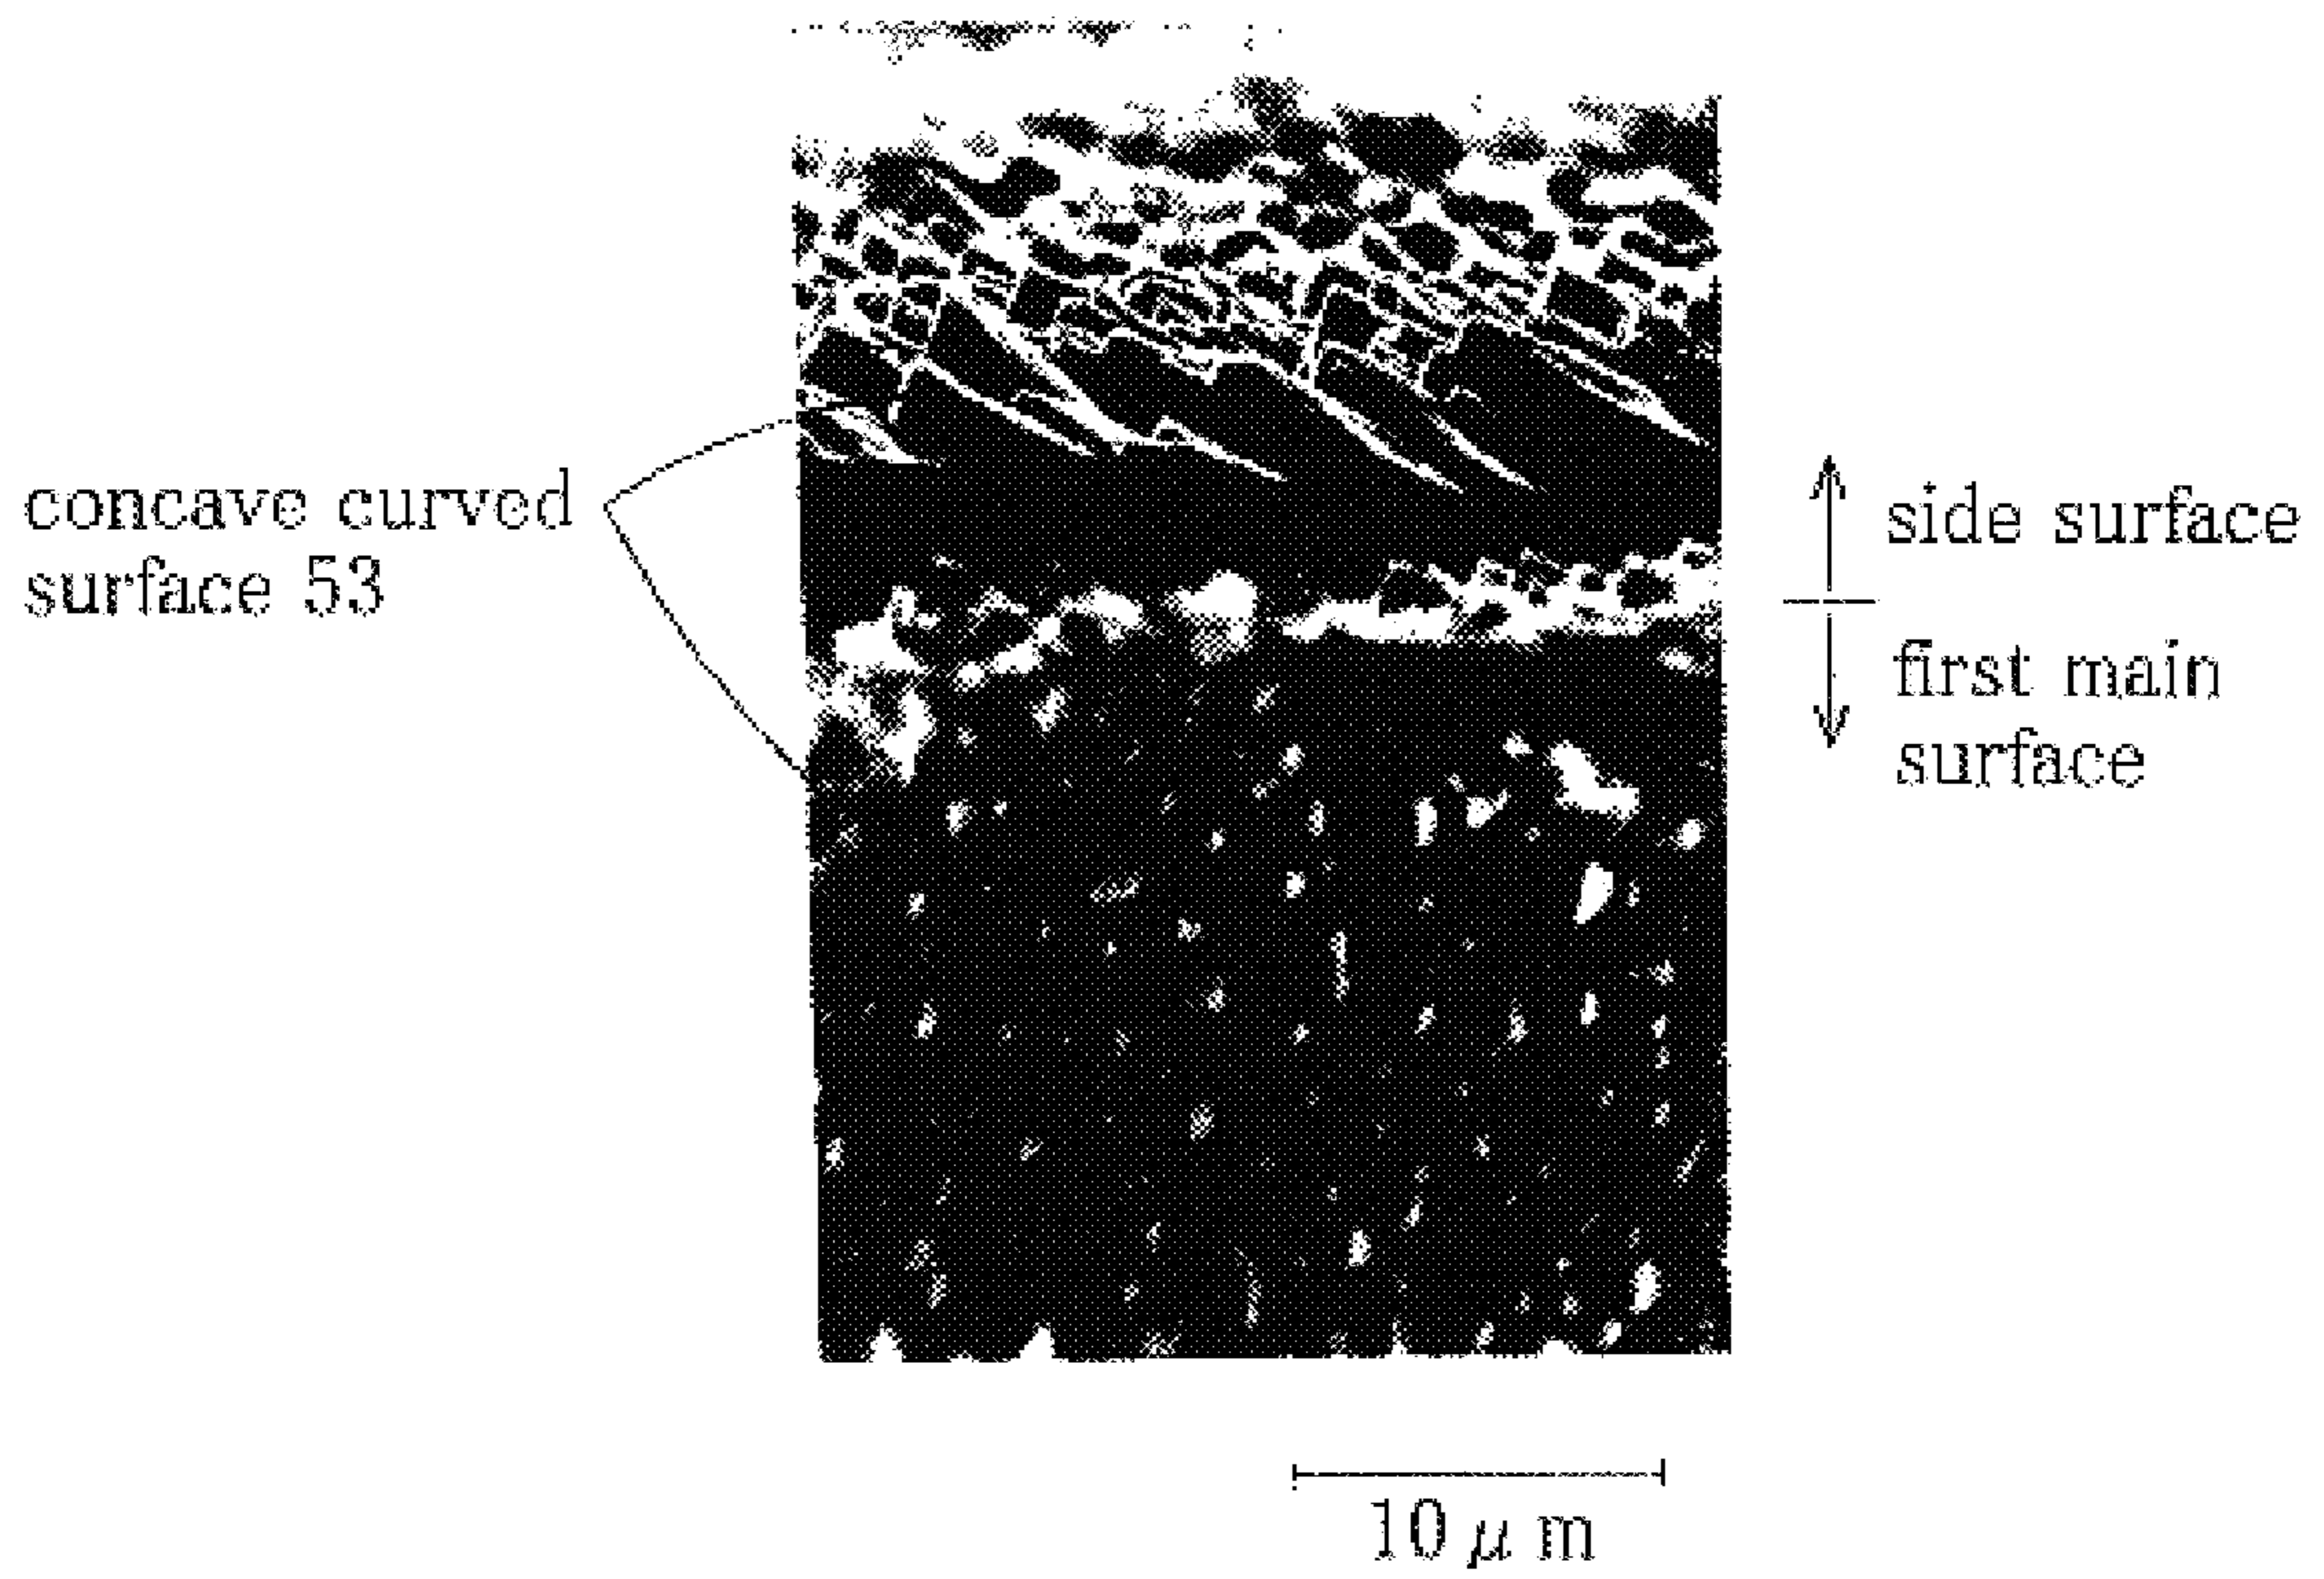 concave curved
surface 53
side surface
first main
surface
10 μ m